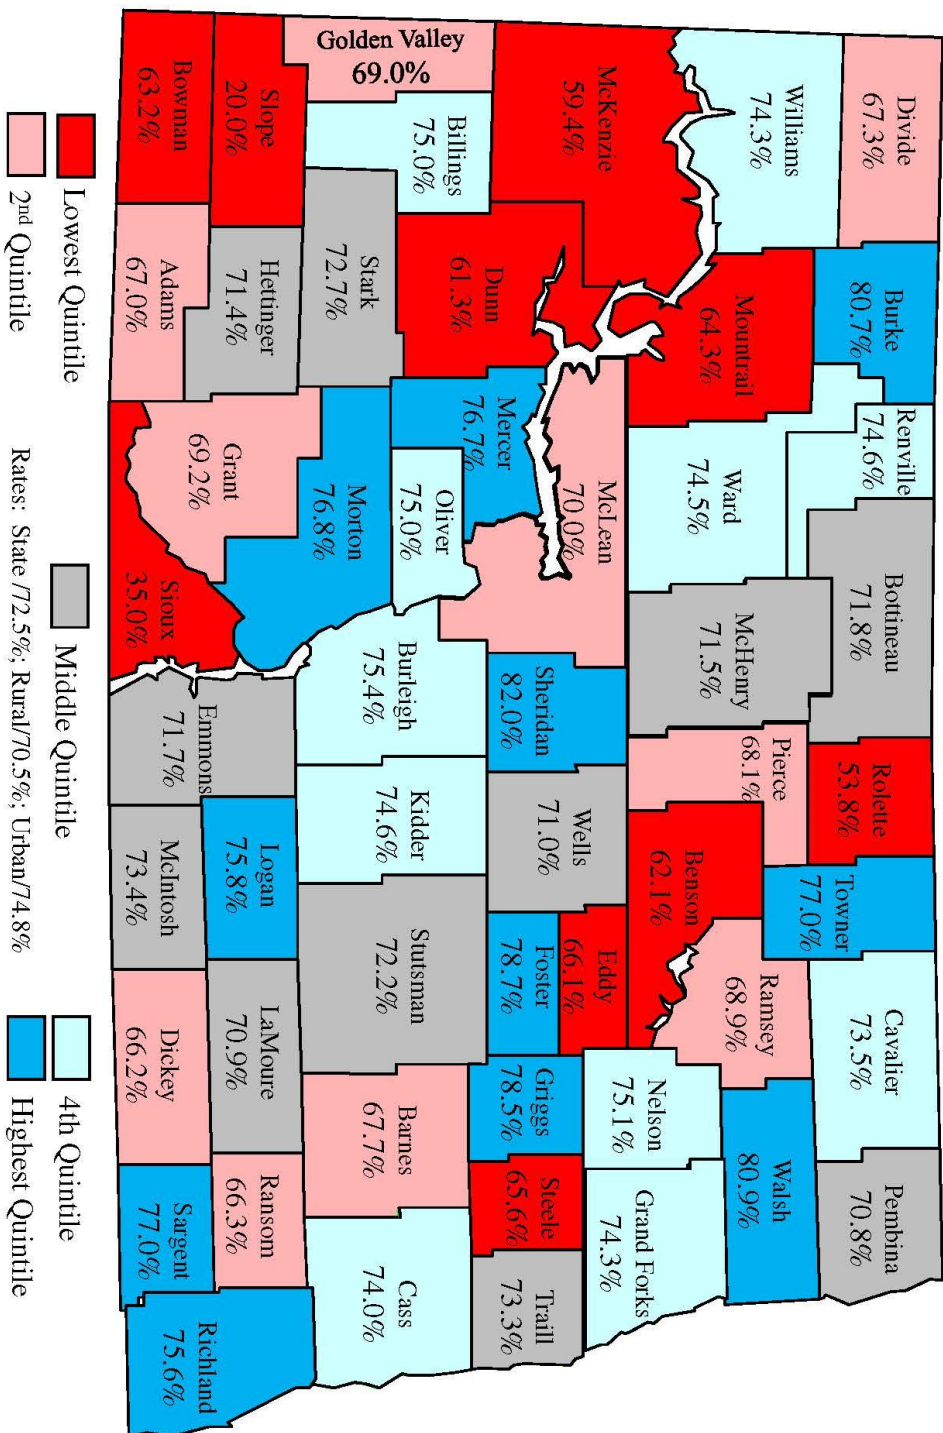 Divide
67.3%
Burke
80.7%
Renville
74.6%
Bottineau
71.8%
Rolette
53.8%
Towner
77.0%
Cavalier
73.5%
Pembina
70.8%
Williams
74.3%
Mountrail
64.3%
Ward
74.5%
McHenry
71.5%
Pierce
68.1%
Benson
62.1%
Ramsey
68.9%
Walsh
80.9%
McKenzie
59.4%
McLean
70.0%
Sheridan
82.0%
Wells
71.0%
Eddy
66.1%
Foster
78.7%
Nelson
75.1%
Grand Forks
74.3%
Griggs
78.5%
Steele
65.6%
Traill
73.3%
Golden Valley
69.0%
Billings
75.0%
Dunn
61.3%
Mercer
76.7%
Oliver
75.0%
Stark
72.7%
Morton
76.8%
Burleigh
75.4%
Kidder
74.6%
Stutsman
72.2%
Barnes
67.7%
Cass
74.0%
Slope
20.0%
Hettinger
71.4%
Grant
69.2%
Emmons
71.7%
Logan
75.8%
LaMoure
70.9%
Ransom
66.3%
Richland
75.6%
Bowman
63.2%
Adams
67.0%
Sioux
35.0%
McIntosh
73.4%
Dickey
66.2%
Sargent
77.0%
Lowest Quintile
Middle Quintile
4th Quintile
2nd Quintile
Rates: State /72.5%; Rural/70.5%; Urban/74.8%
Highest Quintile